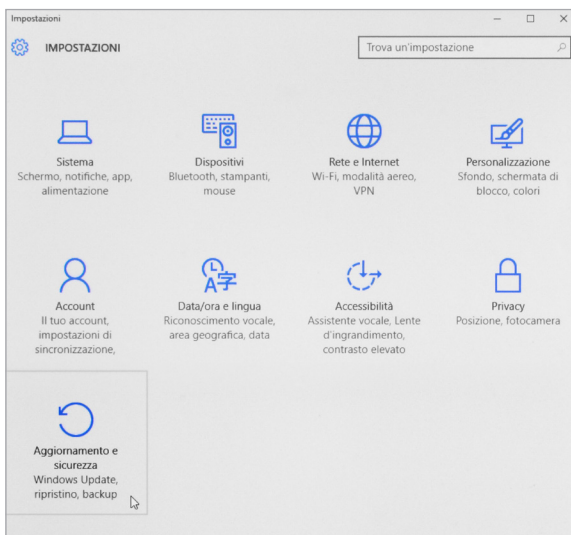 Impostazioni
IMPOSTAZIONI
Trova un'impostazione
Sistema
Schermo, notifiche, app,
alimentazione
Dispositivi
Bluetooth, stampanti,
mouse
Rete e Internet
Wi-Fi, modalità aereo,
VPN
Personalizzazione
Sfondo, schermata di
blocco, colori
Account
Il tuo account,
impostazioni di
sincronizzazione,
Data/ora e lingua
Riconoscimento vocale,
area geografica, data
Accessibilità
Assistente vocale, Lente
d'ingrandimento,
contrasto elevato
Privacy
Posizione, fotocamera
Aggiornamento e
sicurezza
Windows Update,
ripristino, backup